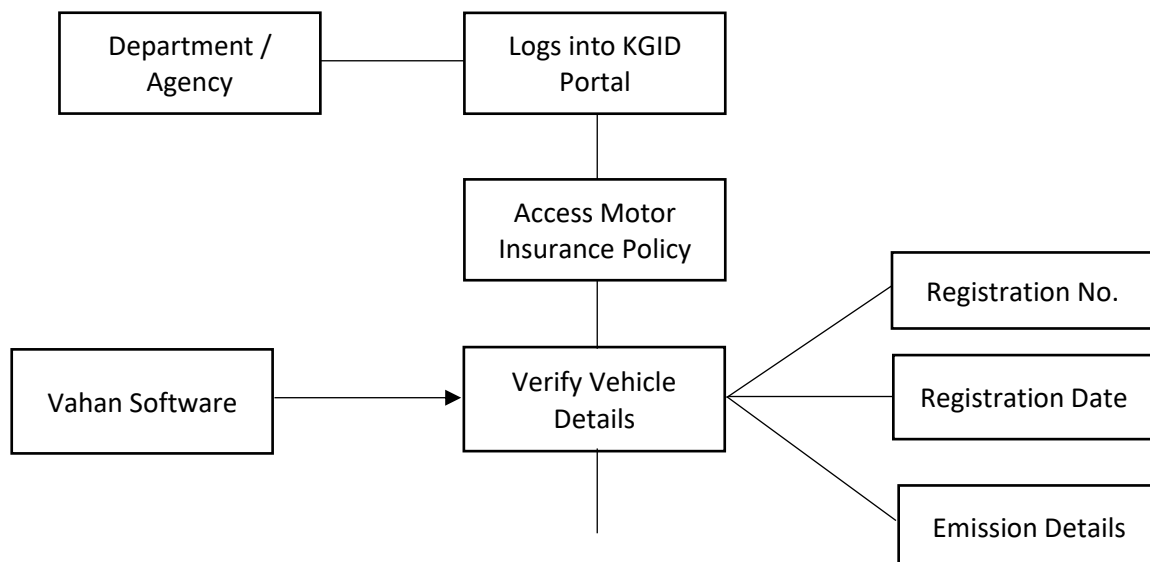 Department /
Agency
Logs into KGID
Portal
Access Motor
Insurance Policy
Registration No.
Vahan Software
Verify Vehicle
Details
Registration Date
Emission Details